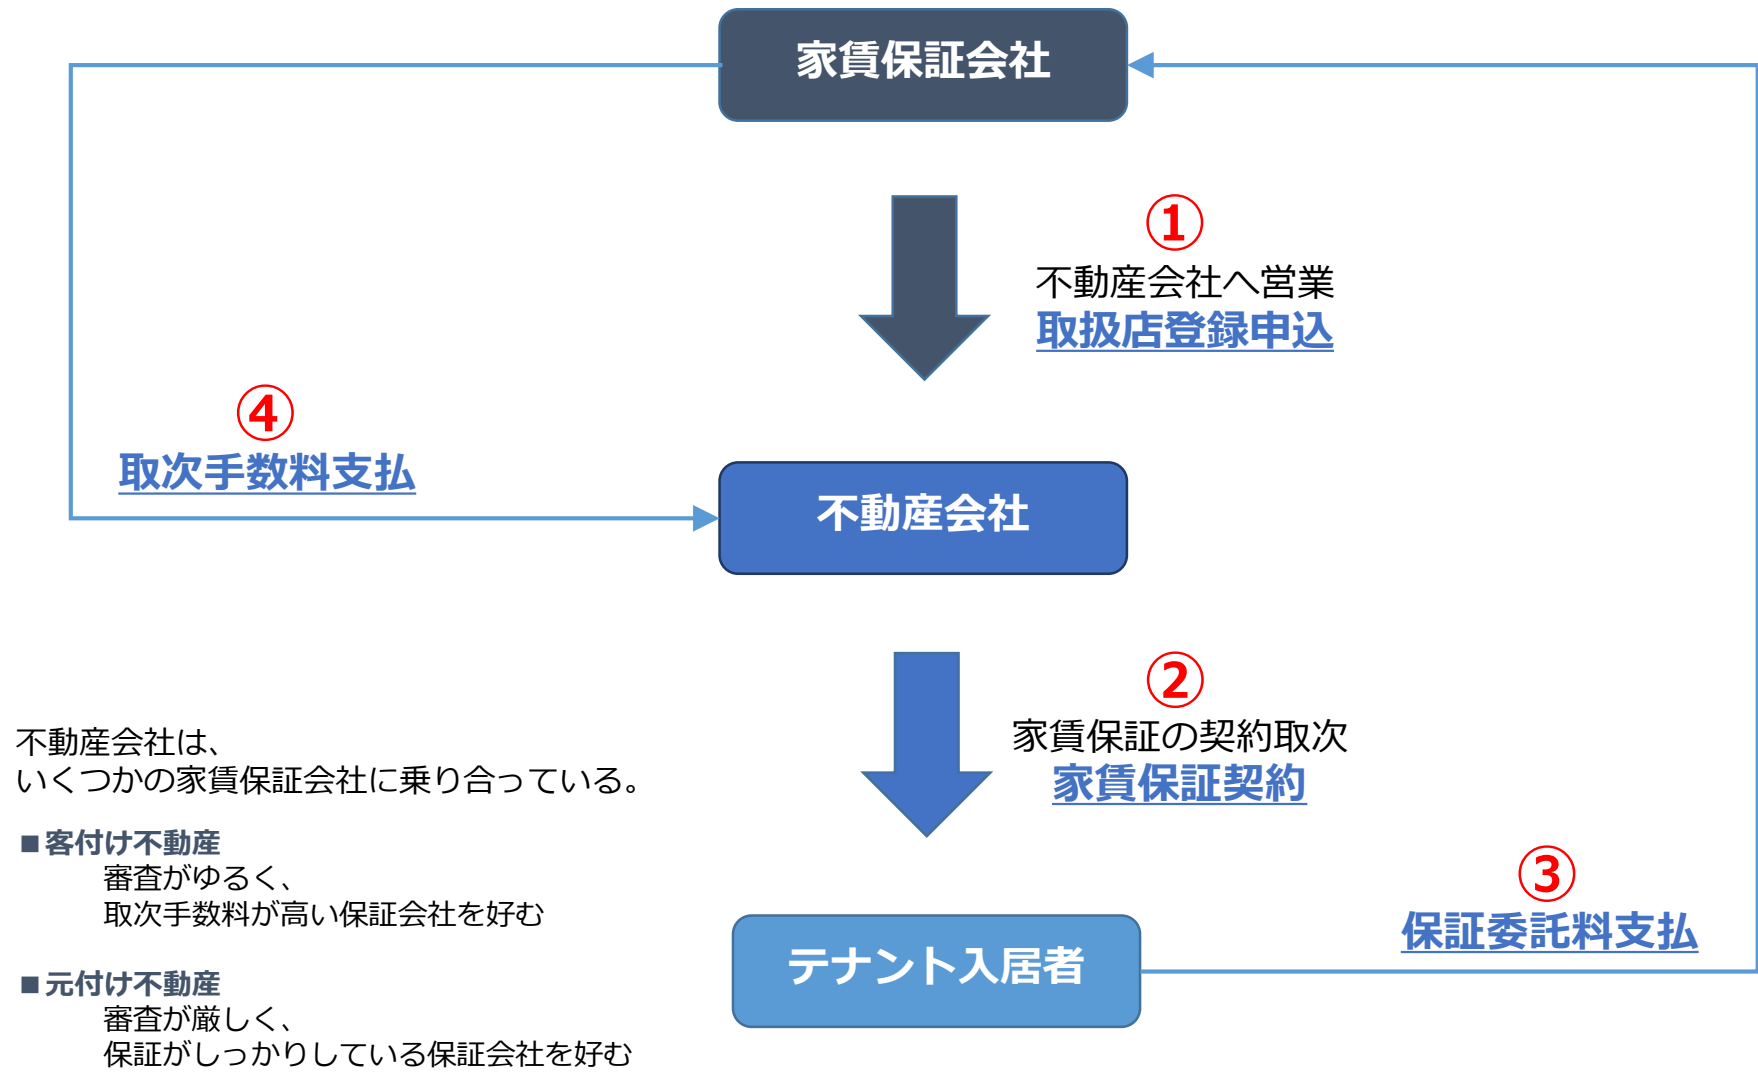 家賃保証会社
①
不動産会社へ営業
取扱店登録申込
④
取次手数料支払
不動産会社
②
家賃保証の契約取次
家賃保証契約
不動産会社は、
いくつかの家賃保証会社に乗り合っている。
■客付け不動産
審査がゆるく、
取次手数料が高い保証会社を好む
③
保証委託料支払
テナント入居者
■元付け不動産
審査が厳しく、
保証がしっかりしている保証会社を好む